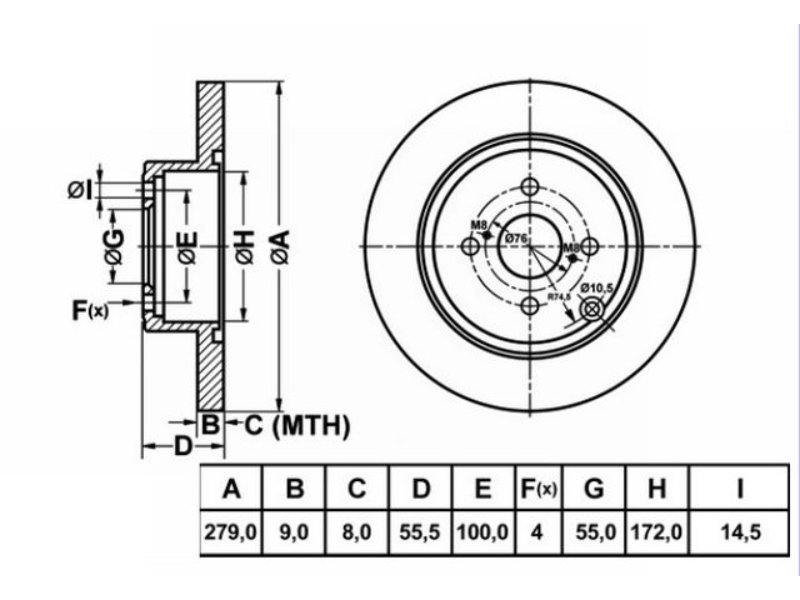 ØI
ØG
ØE
ØH
ØA
F(x)
B
C (MTH)
D
M8
Ø76
M8
R74,5
Ø10,5
A B C D E F(x) G H I
279,0 9,0 8,0 55,5 100,0 4 55,0 172,0 14,5